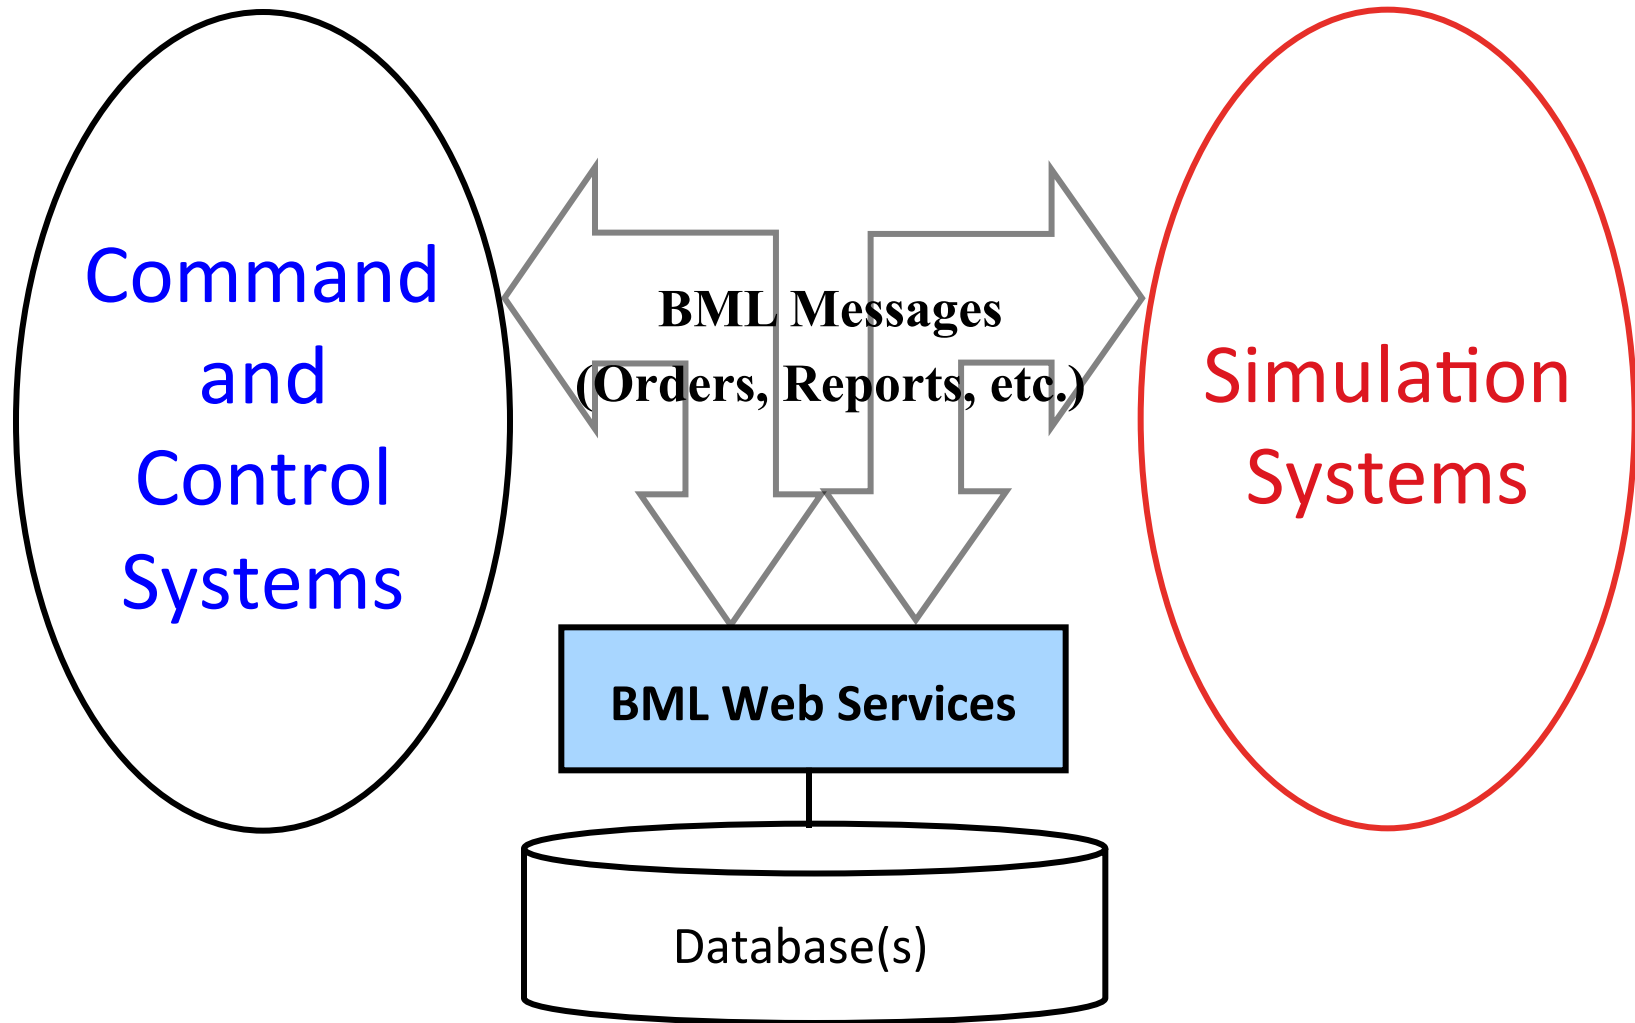 Command
and
Control
Systems
BML Messages
(Orders, Reports, etc.)
Simulation
Systems
BML Web Services
Database(s)